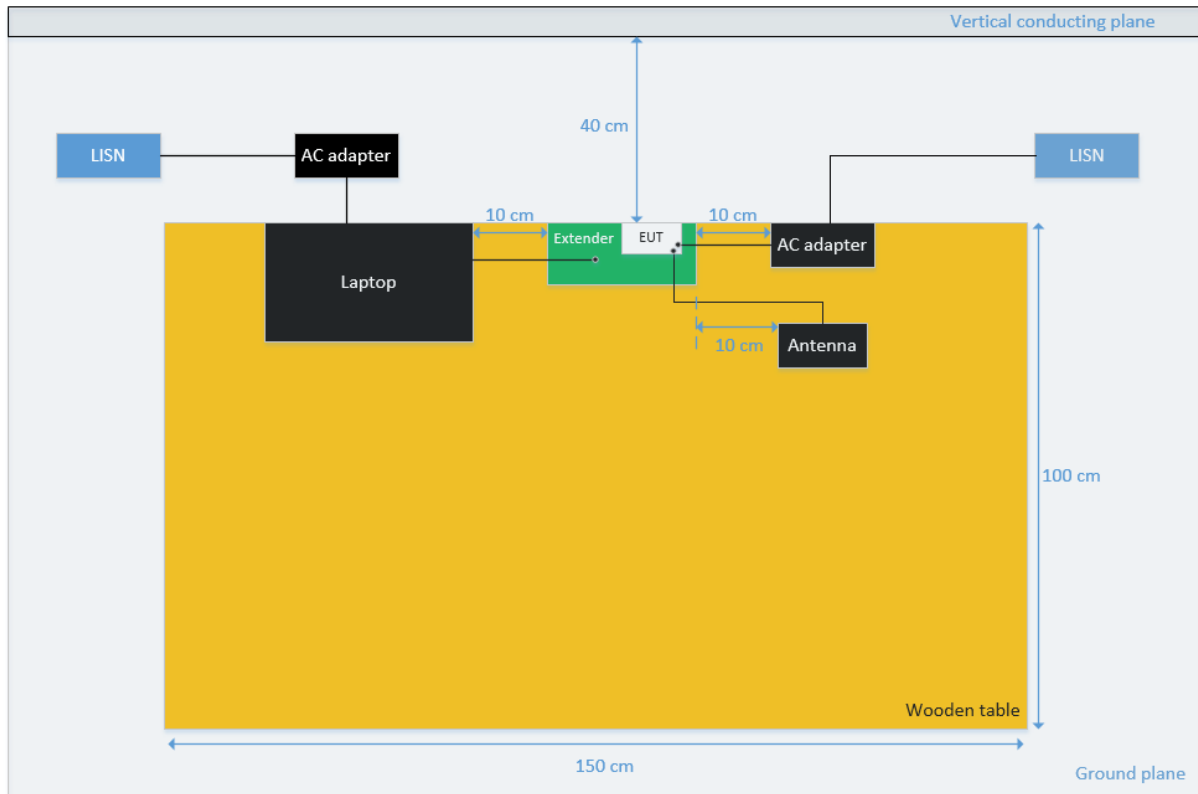 Vertical conducting plane
40 cm
LISN
AC adapter
LISN
10 cm
10 cm
Extender
EUT
AC adapter
Laptop
10 cm
Antenna
100 cm
Wooden table
150 cm
Ground plane